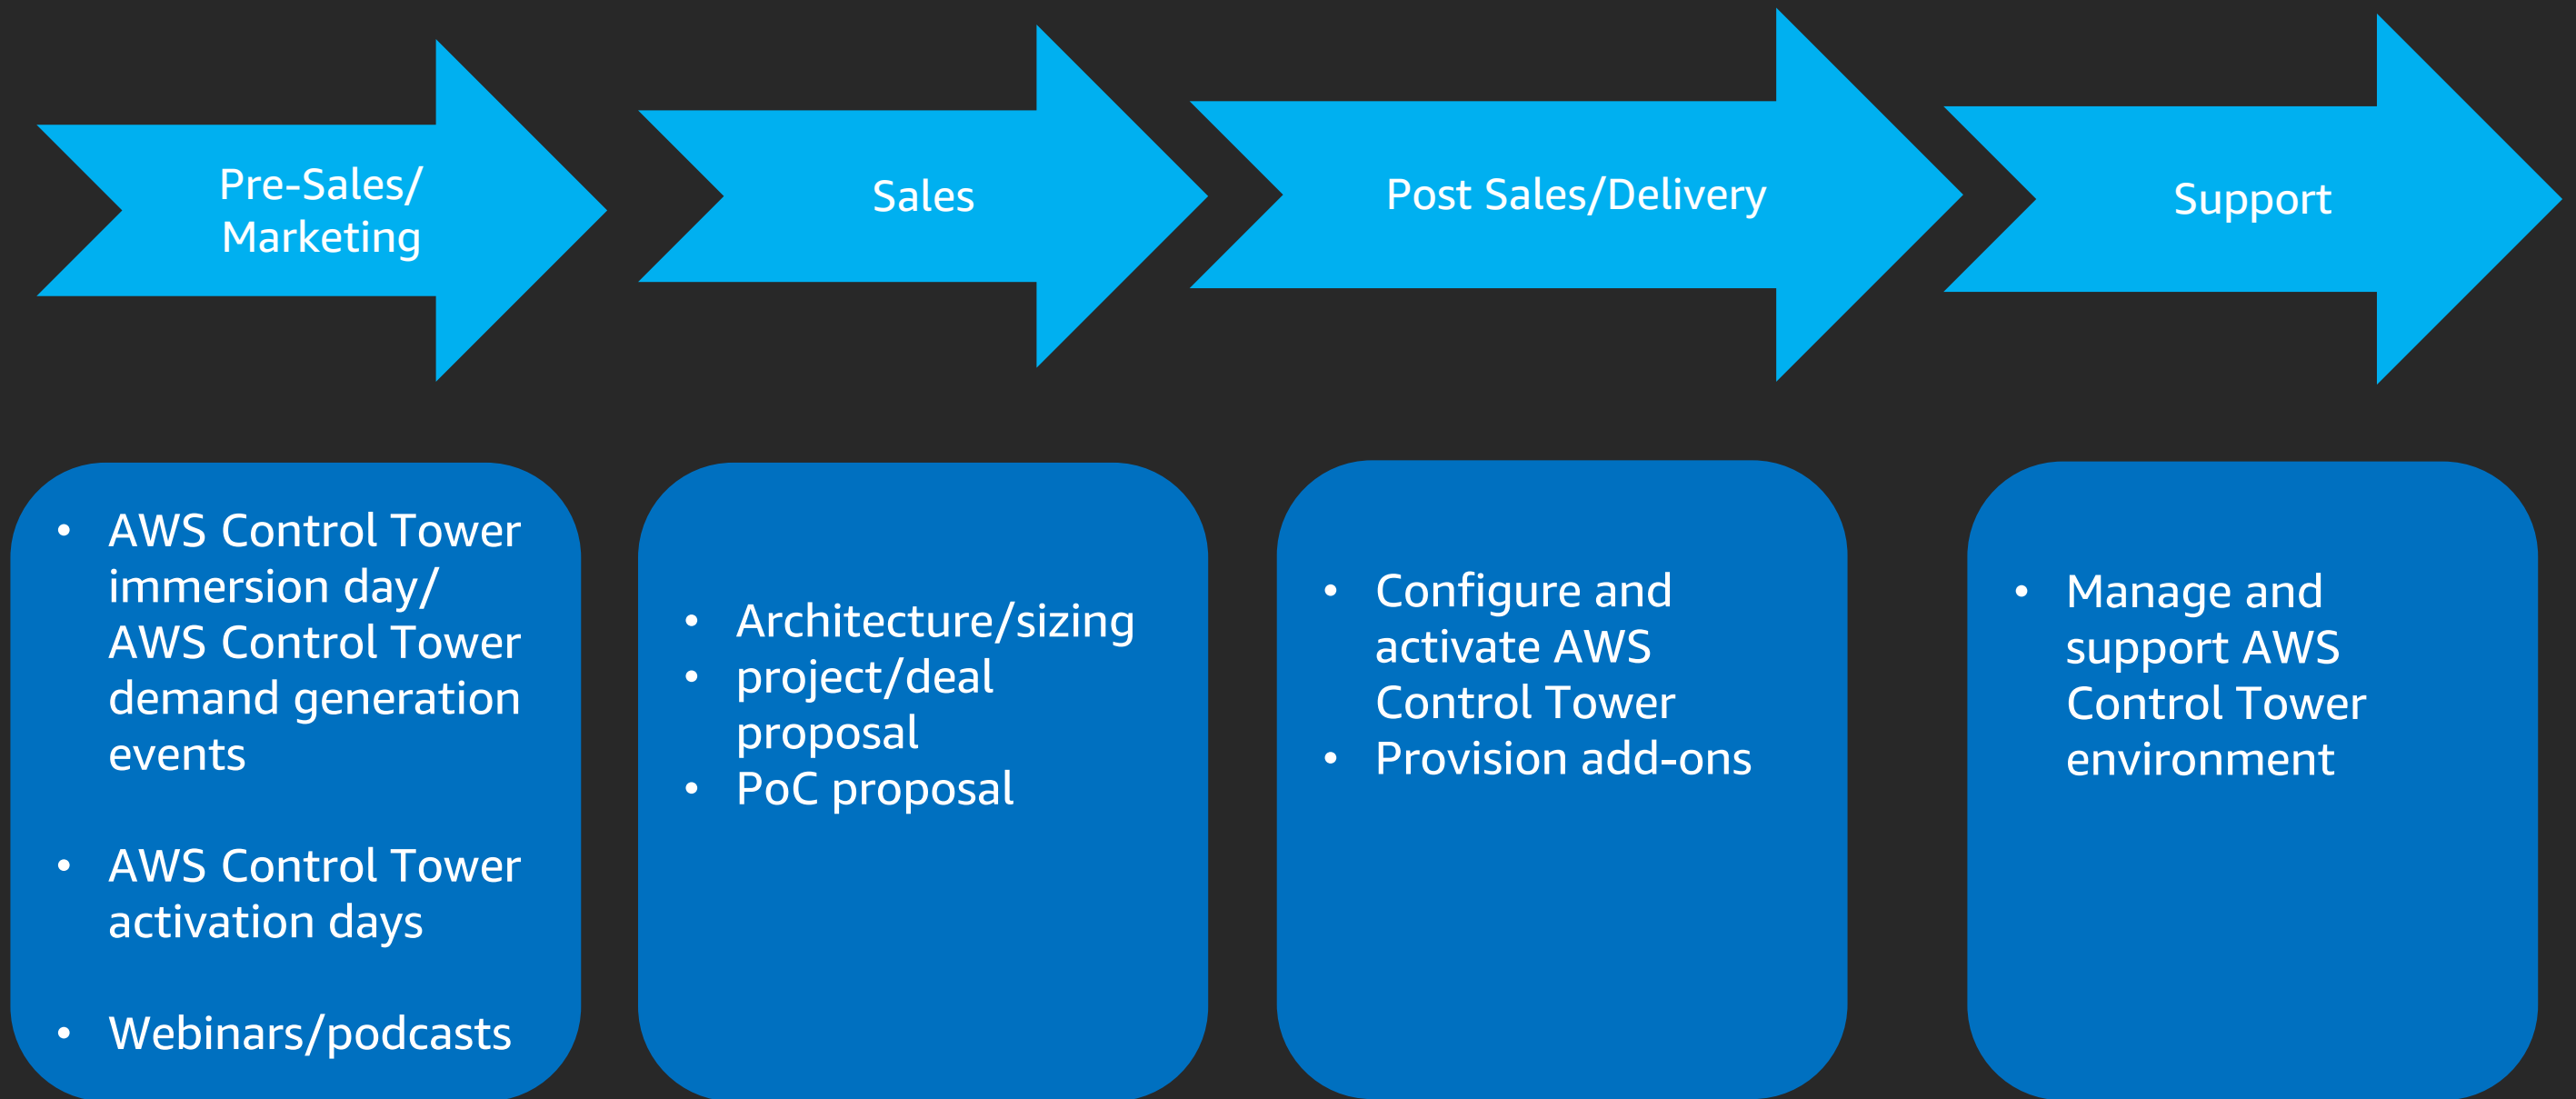 Pre-Sales/
Marketing
Sales
Post Sales/Delivery
Support
• AWS Control Tower
immersion day/
AWS Control Tower
demand generation
events
• AWS Control Tower
activation days
• Webinars/podcasts
• Architecture/sizing
• project/deal
proposal
• PoC proposal
• Configure and
activate AWS
Control Tower
• Provision add-ons
• Manage and
support AWS
Control Tower
environment